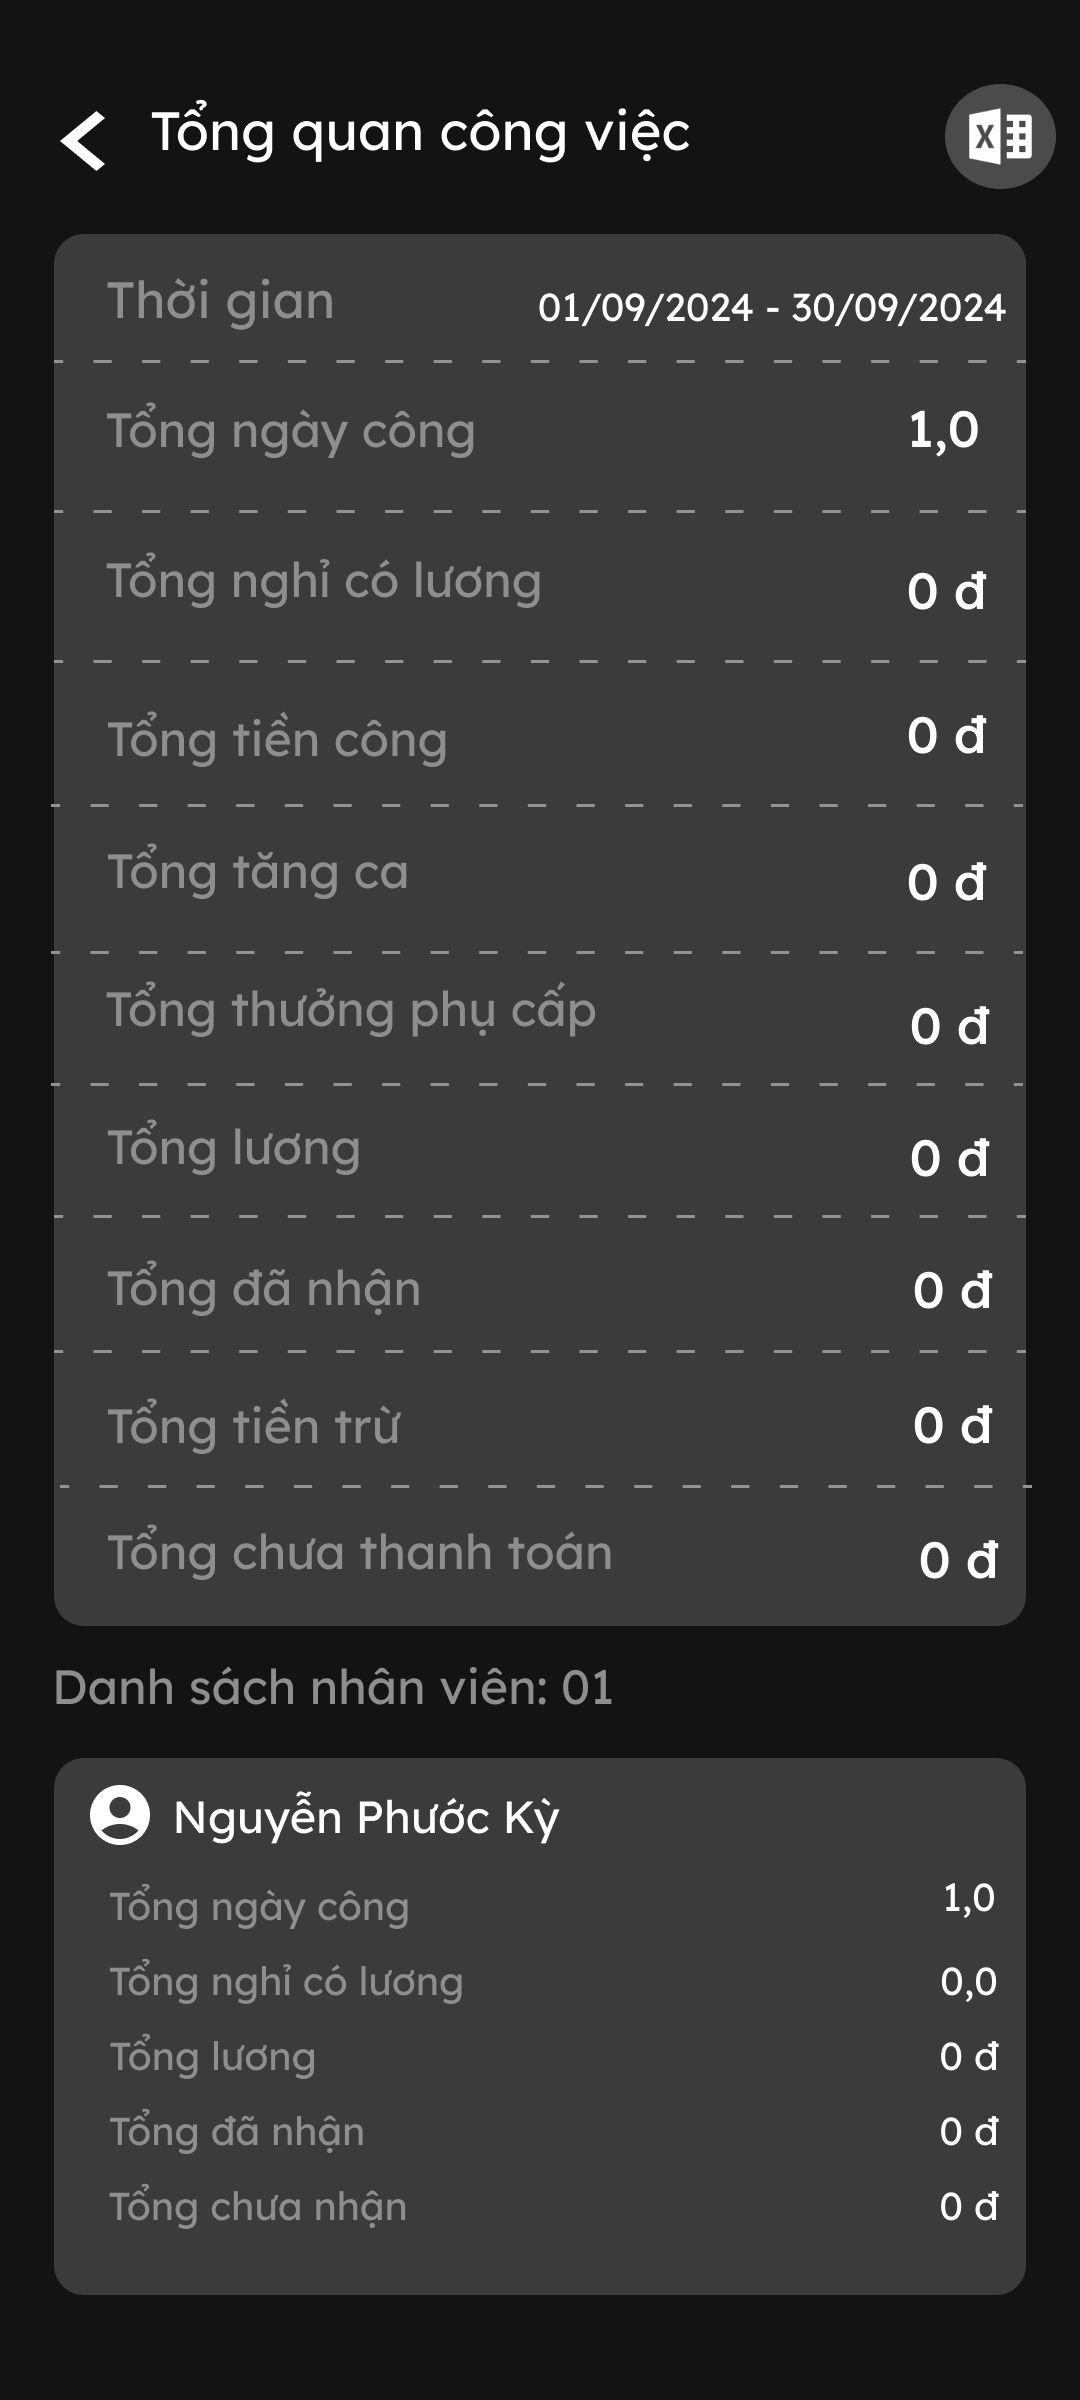 Tổng quan công việc
X
Thời gian 01/09/2024 - 30/09/2024
Tổng ngày công 1,0
Tổng nghỉ có lương 0 đ
Tổng tiền công 0 đ
Tổng tăng ca 0 đ
Tổng thưởng phụ cấp 0 đ
Tổng lương 0 đ
Tổng đã nhận 0 đ
Tổng tiền trừ 0 đ
Tổng chưa thanh toán 0 đ
Danh sách nhân viên: 01
Nguyễn Phước Kỳ
Tổng ngày công 1,0
Tổng nghỉ có lương 0,0
Tổng lương 0 đ
Tổng đã nhận 0 đ
Tổng chưa nhận 0 đ